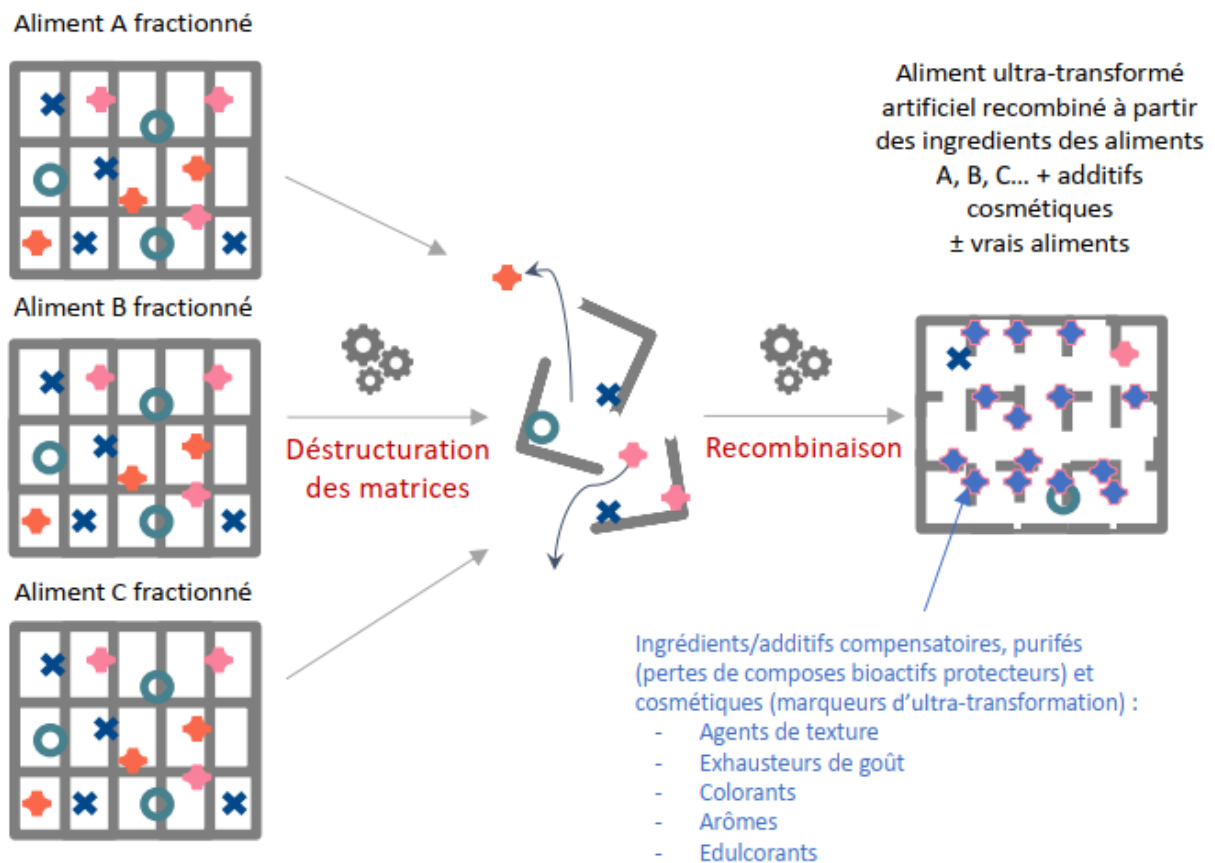 Aliment A fractionné
Aliment ultra-transformé
artificiel recombiné à partir
des ingredients des aliments
A, B, C... + additifs
cosmétiques
± vrais aliments
Aliment B fractionné
Déstructuration
des matrices
Recombinaison
Aliment C fractionné
Ingrédients/additifs compensatoires, purifés
(pertes de composes bioactifs protecteurs) et
cosmétiques (marqueurs d'ultra-transformation) :
- Agents de texture
- Exhausteurs de goût
- Colorants
- Arômes
- Edulcorants